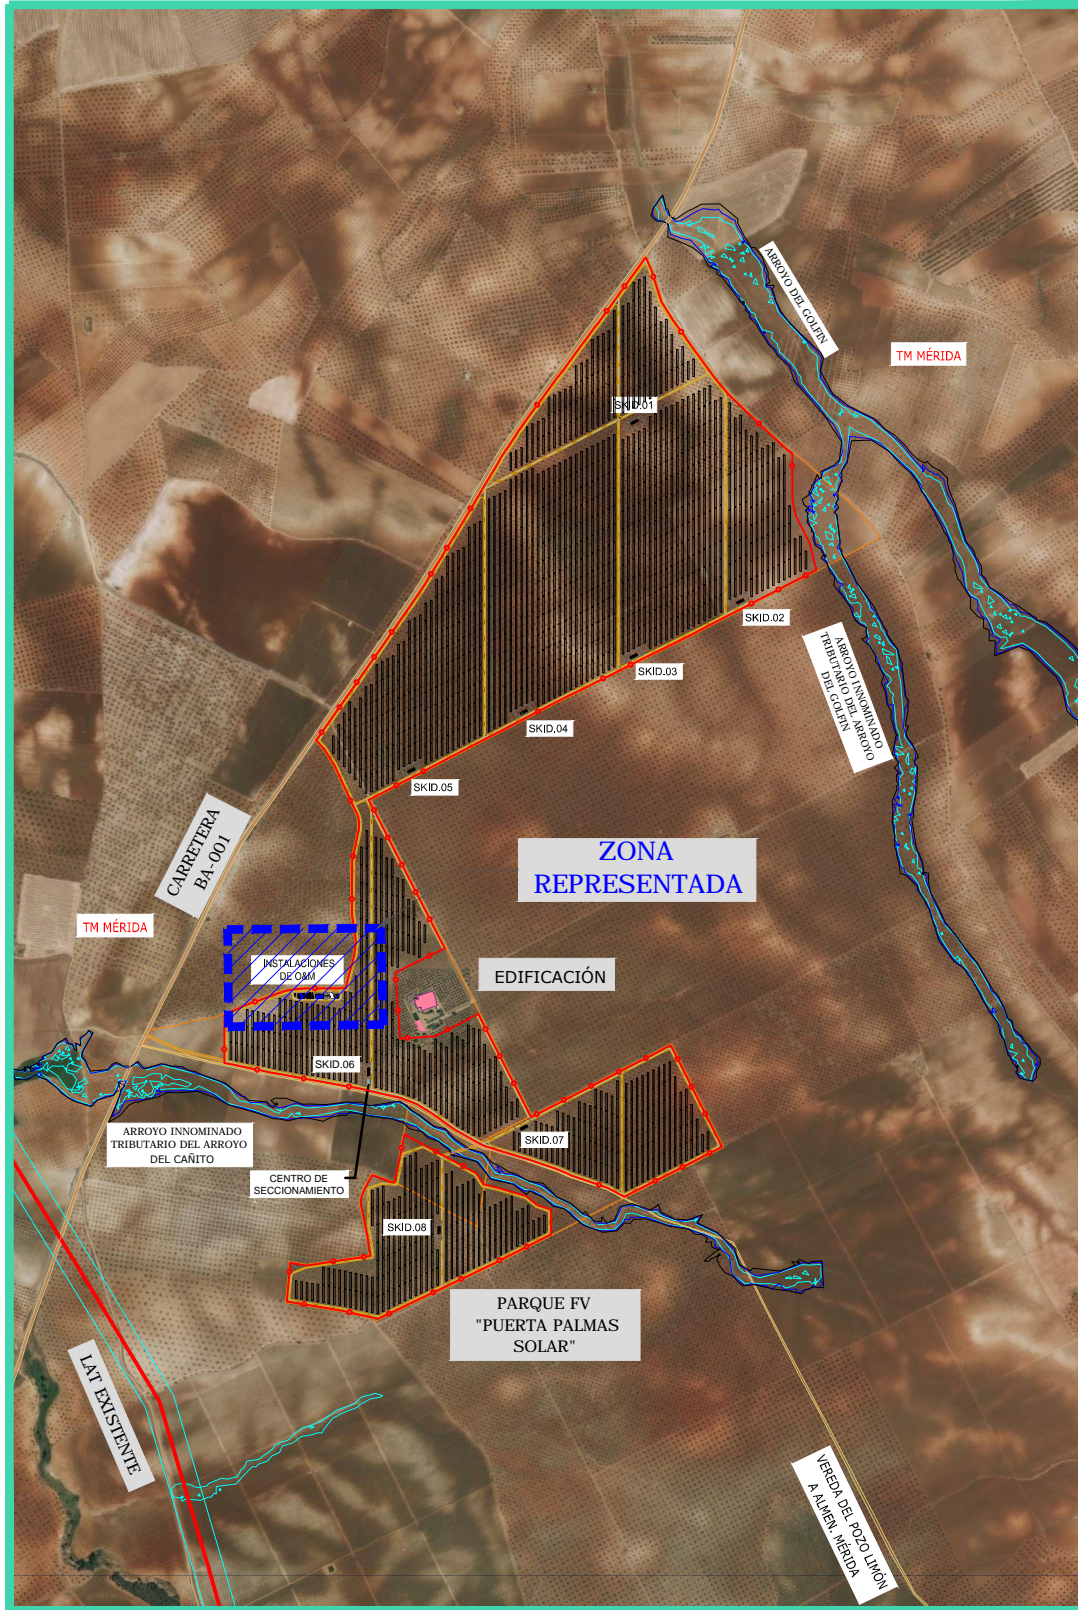 ARROYO DEL GOLFIN
TM MÉRIDA
SKID.01
SKID.02
ARROYO INNOMINADO
TRIBUTARIO DEL ARROYO
DEL GOLFIN
SKID.03
SKID.04
SKID.05
CARRETERA
BA-001
ZONA
REPRESENTADA
TM MÉRIDA
INSTALACIONES
DE O&M
EDIFICACIÓN
SKID.06
ARROYO INNOMINADO
TRIBUTARIO DEL ARROYO
DEL CAÑITO
SKID.07
CENTRO DE
SECCIONAMIENTO
SKID.08
PARQUE FV
"PUERTA PALMAS
SOLAR"
LAT EXISTENTE
VEREDA DEL POZO LIMÓN
A ALMEN. MÉRIDA